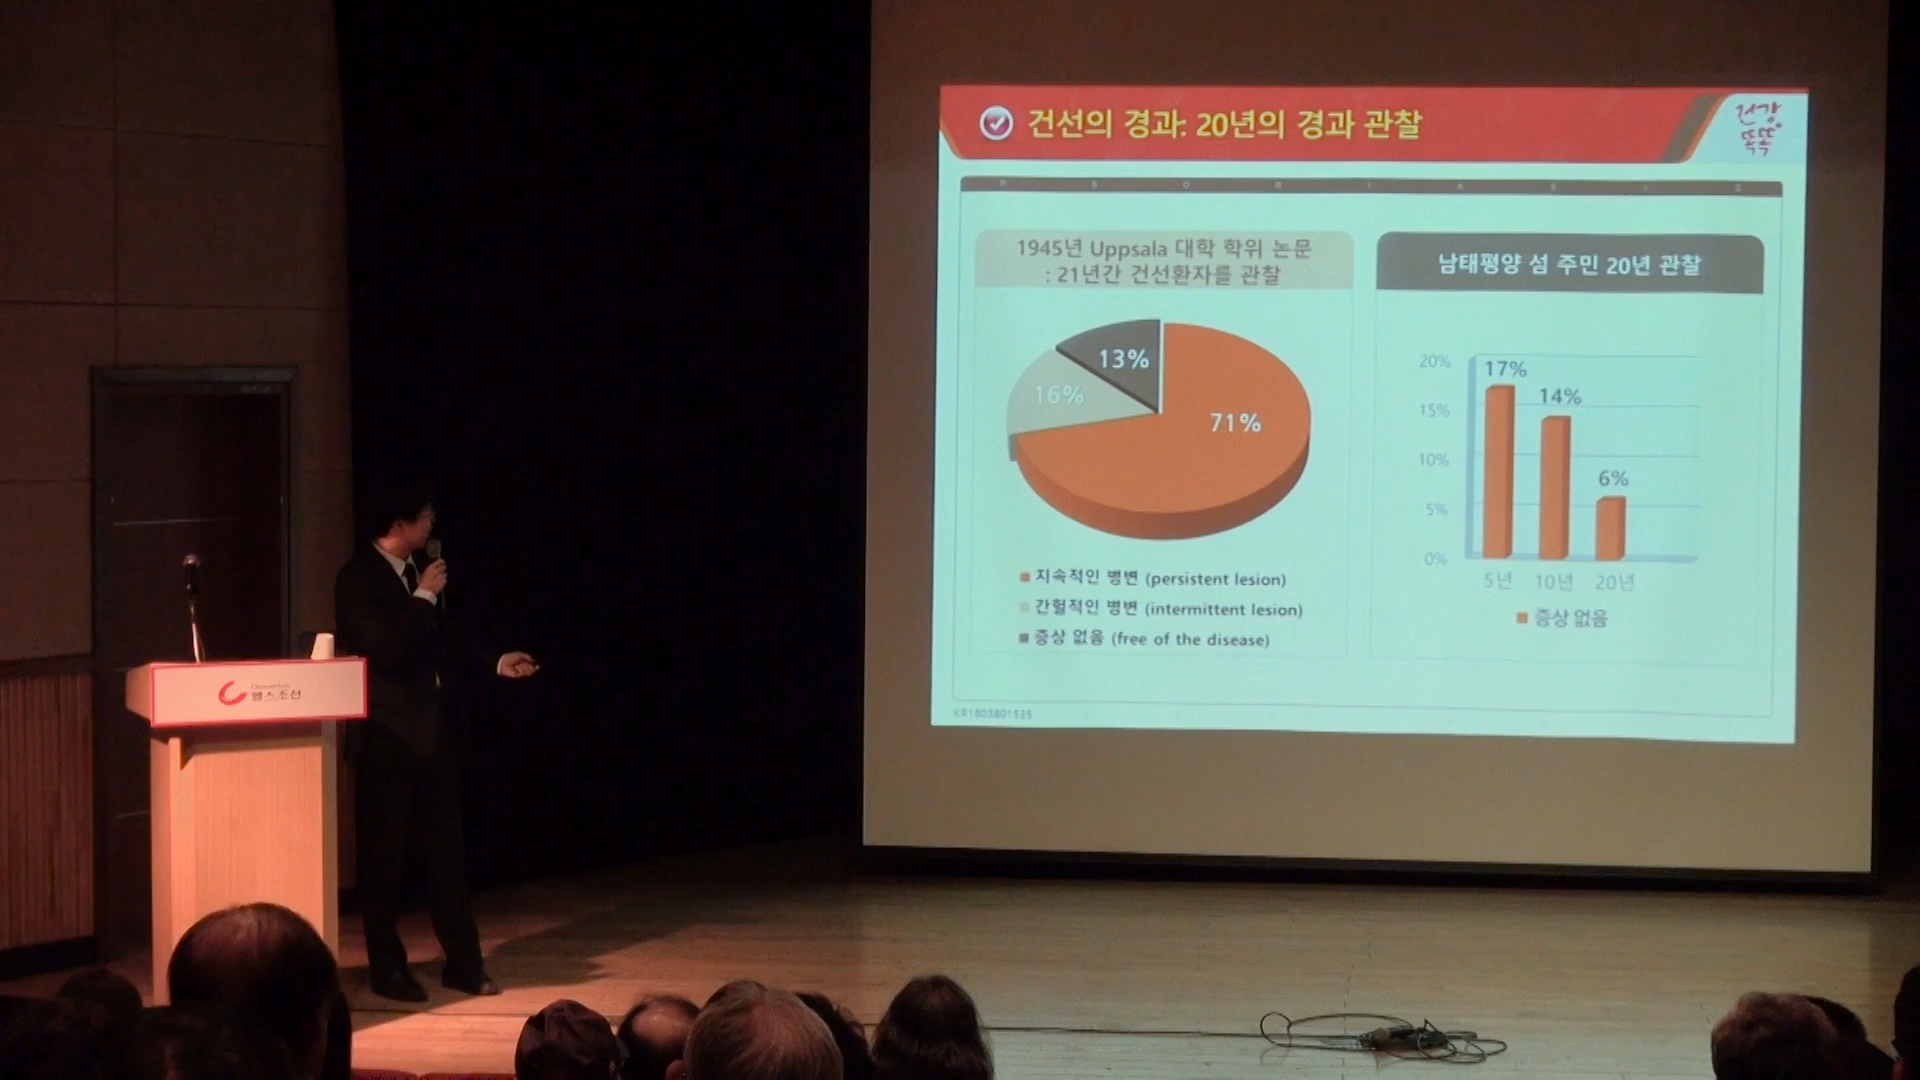 건선의 경과: 20년의 경과 관찰
건강
똑똑
P S O R I A S I S
1945년 Uppsala 대학 학위 논문
: 21년간 건선환자를 관찰
13%
16%
71%
지속적인 병변 (persistent lesion)
간헐적인 병변 (intermittent lesion)
증상 없음 (free of the disease)
남태평양 섬 주민 20년 관찰
20%
15%
10%
5%
0%
17%
14%
6%
5년 10년 20년
증상 없음
KR1803801535
헬스조선